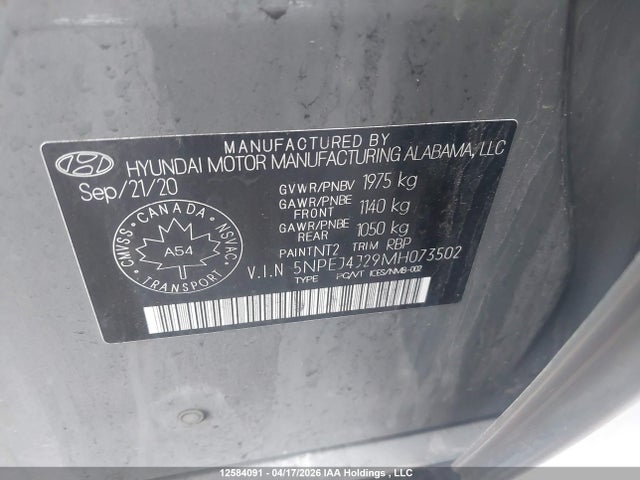 MANUFACTURED BY
HYUNDAI MOTOR MANUFACTURING ALABAMA, LLC
Sep/21/20
GVWR/PNBV 1975 kg
GAWR/PNBE FRONT 1140 kg
GAWR/PNBE REAR 1050 kg
PAINT NT2 TRIM RBP
V.I.N 5NPEJ4J29MH073502
TYPE PC/VT ICES/NMB-002
CANADA
CMVSS NSVAC
A54
TRANSPORT
12584091 - 04/17/2026 IAA Holdings , LLC